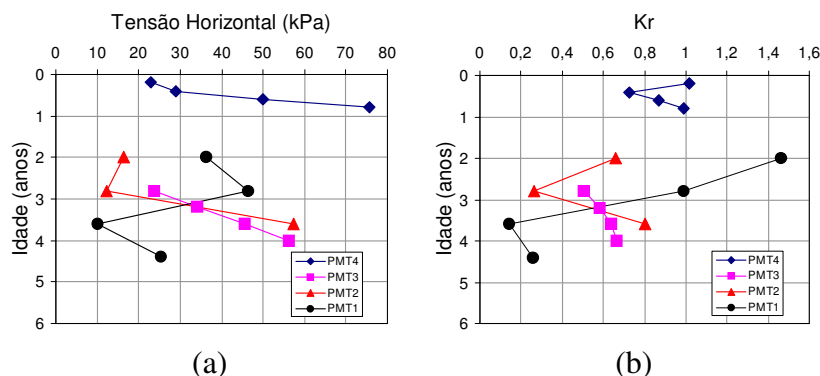 Tensão Horizontal (kPa)
0 10 20 30 40 50 60 70 80
Idade (anos)
0
1
2
3
4
5
6
PMT4
PMT3
PMT2
PMT1
(a)
Kr
0 0,2 0,4 0,6 0,8 1 1,2 1,4 1,6
Idade (anos)
0
1
2
3
4
5
6
PMT4
PMT3
PMT2
PMT1
(b)